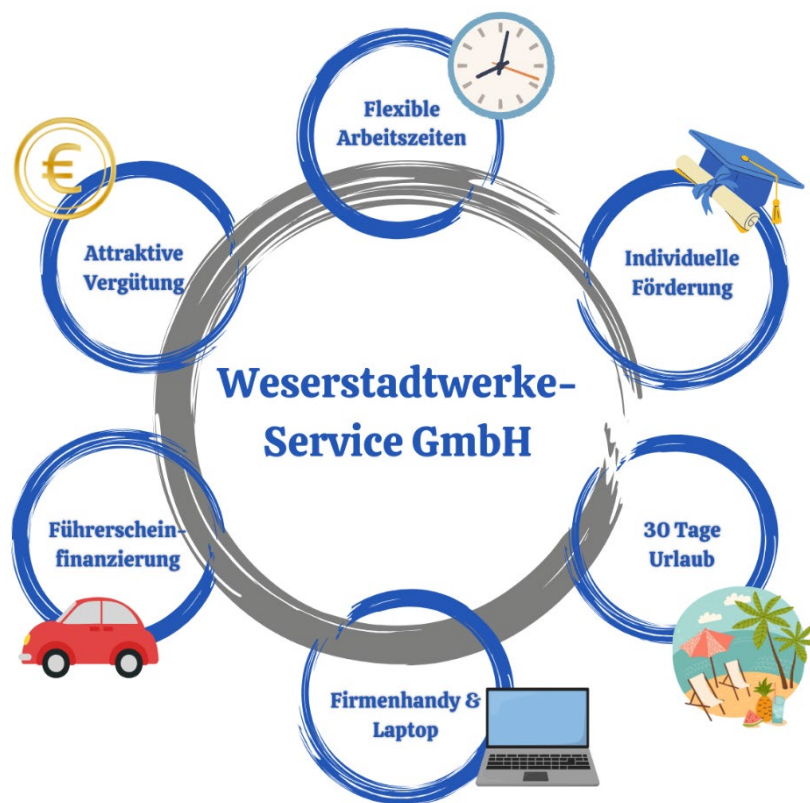 Flexible
Arbeitszeiten
€
Attraktive
Vergütung
Individuelle
Förderung
Weserstadtwerke-
Service GmbH
Führerschein-
finanzierung
30 Tage
Urlaub
Firmenhandy &
Laptop